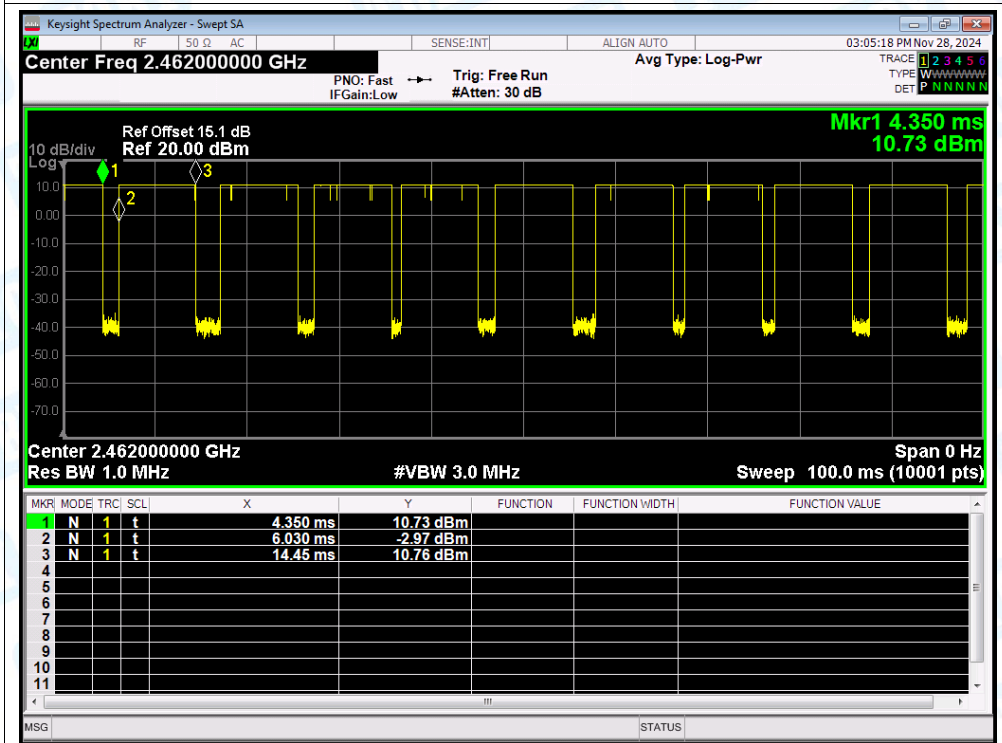 Keysight Spectrum Analyzer - Swept SA
LXI RF 50 Ω AC SENSE:INT ALIGN AUTO 03:05:18 PM Nov 28, 2024
Center Freq 2.462000000 GHz Avg Type: Log-Pwr TRACE 1 2 3 4 5 6
PNO: Fast Trig: Free Run TYPE WWWWWW
IFGain:Low #Atten: 30 dB DET P N N N N N
Mkr1 4.350 ms
10.73 dBm
Ref Offset 15.1 dB
10 dB/div Ref 20.00 dBm
Log
1 3
10.0
2
0.00
-10.0
-20.0
-30.0
-40.0
-50.0
-60.0
-70.0
Center 2.462000000 GHz Span 0 Hz
Res BW 1.0 MHz #VBW 3.0 MHz Sweep 100.0 ms (10001 pts)
MKR MODE TRC SCL X Y FUNCTION FUNCTION WIDTH FUNCTION VALUE
1 N 1 t 4.350 ms 10.73 dBm
2 N 1 t 6.030 ms -2.97 dBm
3 N 1 t 14.45 ms 10.76 dBm
4
5
6
7
8
9
10
11
MSG STATUS